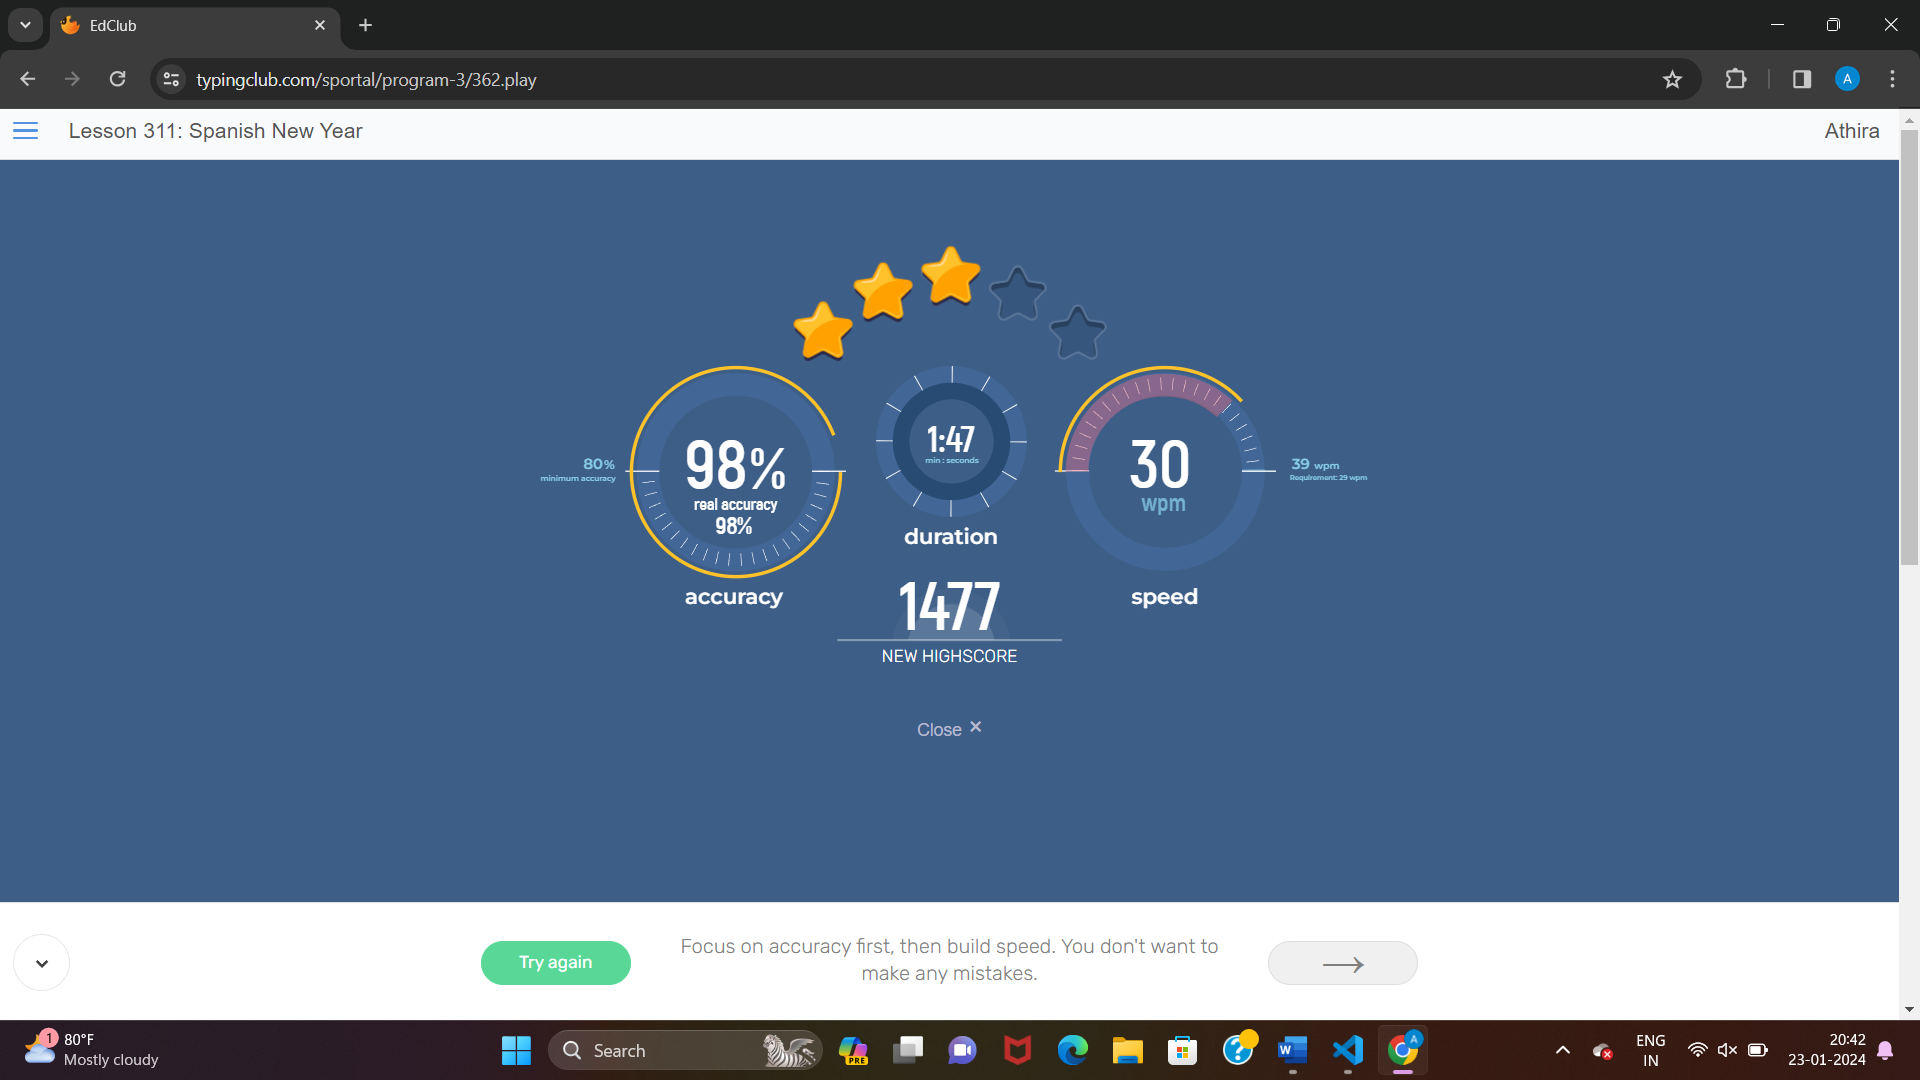 EdClub
typingclub.com/sportal/program-3/362.play
A
Lesson 311: Spanish New Year
Athira
98%
real accuracy
98%
80%
minimum accuracy
accuracy
1:47
min : seconds
duration
30
wpm
39 wpm
Requirement: 29 wpm
speed
1477
NEW HIGHSCORE
Close ×
Try again
Focus on accuracy first, then build speed. You don't want to
make any mistakes.
1
80°F
Mostly cloudy
Search
PRE
W
A
ENG
IN
20:42
23-01-2024